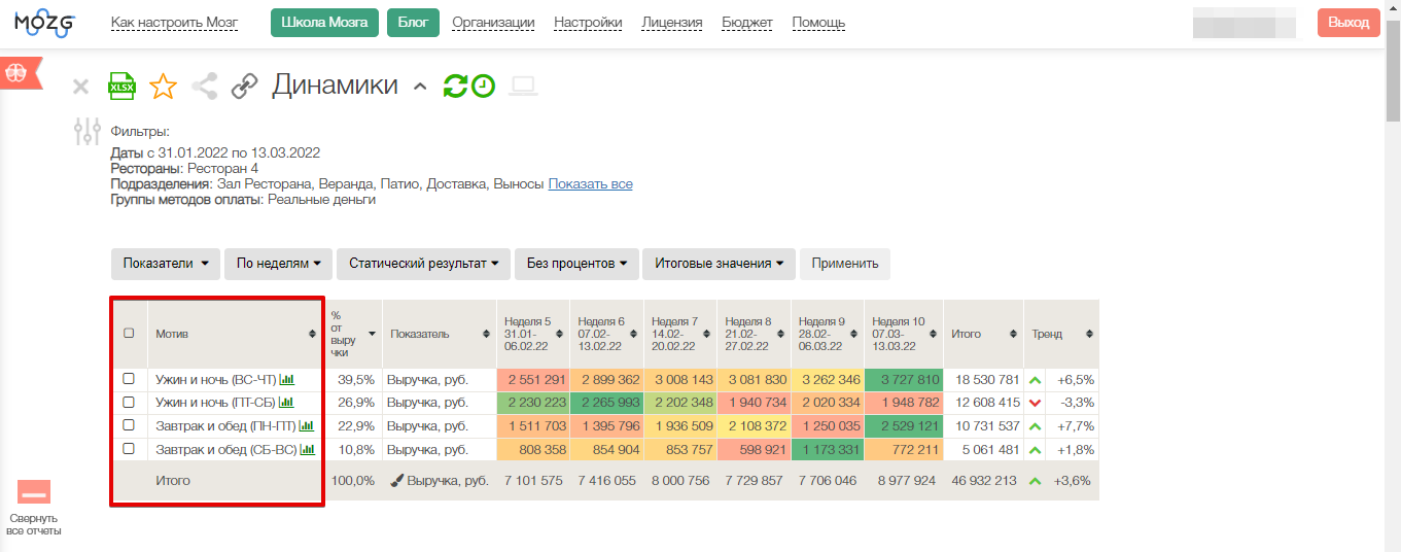 MOZG Как настроить Мозг Школа Мозга Блог Организации Настройки Лицензия Бюджет Помощь Выход
XLSX Динамики
Фильтры:
Даты с 31.01.2022 по 13.03.2022
Рестораны: Ресторан 4
Подразделения: Зал Ресторана, Веранда, Патио, Доставка, Выносы Показать все
Группы методов оплаты: Реальные деньги
Показатели По неделям Статический результат Без процентов Итоговые значения Применить
Мотив
%
от
выру
чки
Показатель
Неделя 5
31.01-
06.02.22
Неделя 6
07.02-
13.02.22
Неделя 7
14.02-
20.02.22
Неделя 8
21.02-
27.02.22
Неделя 9
28.02-
06.03.22
Неделя 10
07.03-
13.03.22
Итого
Тренд
Ужин и ночь (ВС-ЧТ) 39,5% Выручка, руб. 2 551 291 2 899 362 3 008 143 3 081 830 3 262 346 3 727 810 18 530 781 +6,5%
Ужин и ночь (ПТ-СБ) 26,9% Выручка, руб. 2 230 223 2 265 993 2 202 348 1 940 734 2 020 334 1 948 782 12 608 415 -3,3%
Завтрак и обед (ПН-ПТ) 22,9% Выручка, руб. 1 511 703 1 395 796 1 936 509 2 108 372 1 250 035 2 529 121 10 731 537 +7,7%
Завтрак и обед (СБ-ВС) 10,8% Выручка, руб. 808 358 854 904 853 757 598 921 1 173 331 772 211 5 061 481 +1,8%
Итого 100,0% Выручка, руб. 7 101 575 7 416 055 8 000 756 7 729 857 7 706 046 8 977 924 46 932 213 +3,6%
Свернуть
все отчеты